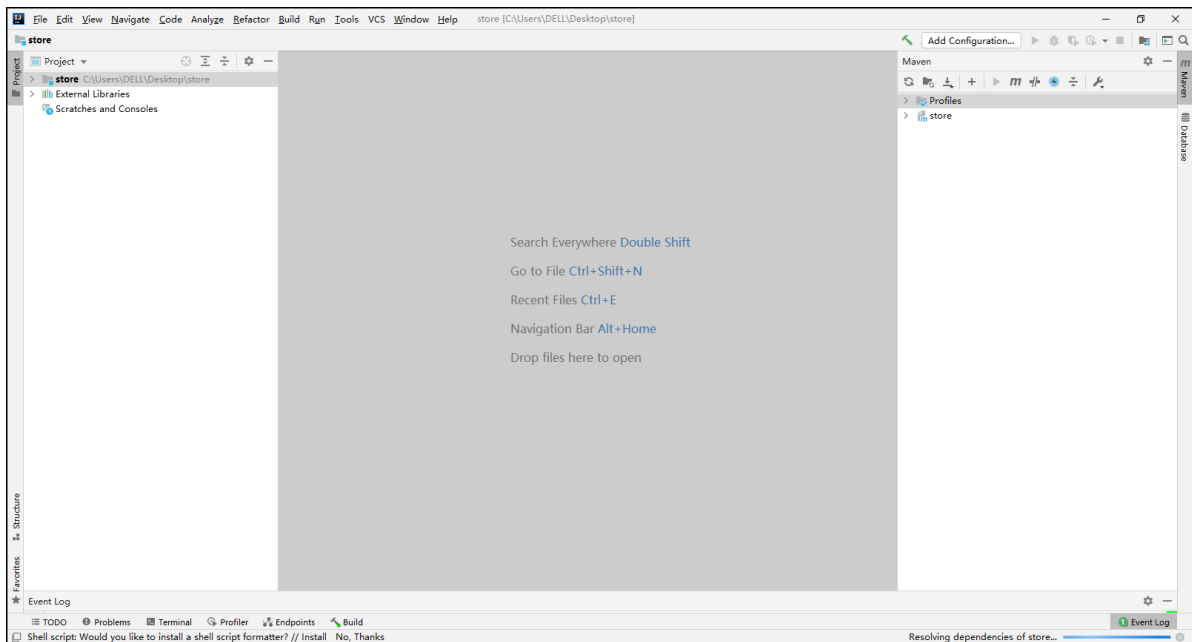 File Edit View Navigate Code Analyze Refactor Build Run Tools VCS Window Help store [C:\Users\DELL\Desktop\store]
store
Add Configuration...
Project
Project
store C:\Users\DELL\Desktop\store
External Libraries
Scratches and Consoles
Structure
Favorites
Search Everywhere Double Shift
Go to File Ctrl+Shift+N
Recent Files Ctrl+E
Navigation Bar Alt+Home
Drop files here to open
Maven
Profiles
store
Maven
Database
Event Log
TODO Problems Terminal Profiler Endpoints Build
1 Event Log
Shell script: Would you like to install a shell script formatter? // Install No, Thanks
Resolving dependencies of store...